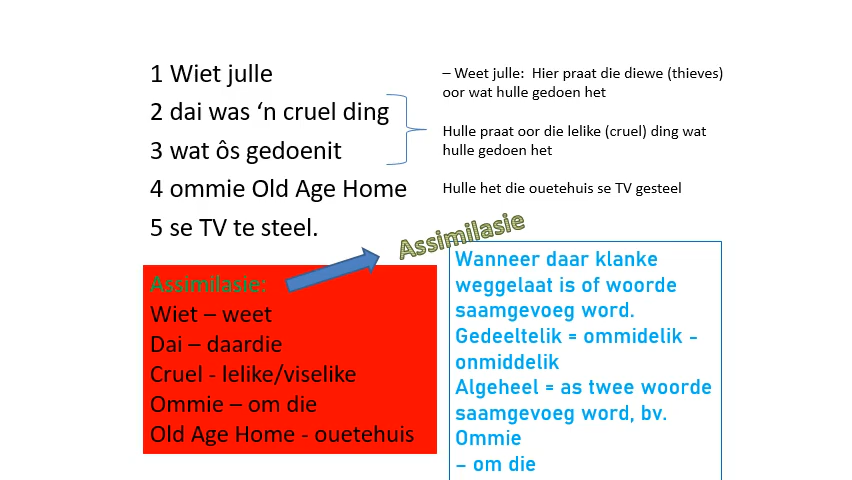 1 Wiet julle
2 dai was ‘n cruel ding
3 wat ôs gedoenit
4 ommie Old Age Home
5 se TV te steel.
– Weet julle: Hier praat die diewe (thieves)
oor wat hulle gedoen het
Hulle praat oor die lelike (cruel) ding wat
hulle gedoen het
Hulle het die ouetehuis se TV gesteel
Assimilasie
Assimilasie:
Wiet – weet
Dai – daardie
Cruel - lelike/viselike
Ommie – om die
Old Age Home - ouetehuis
Wanneer daar klanke
weggelaat is of woorde
saamgevoeg word.
Gedeeltelik = ommidelik -
onmiddelik
Algeheel = as twee woorde
saamgevoeg word, bv.
Ommie
– om die